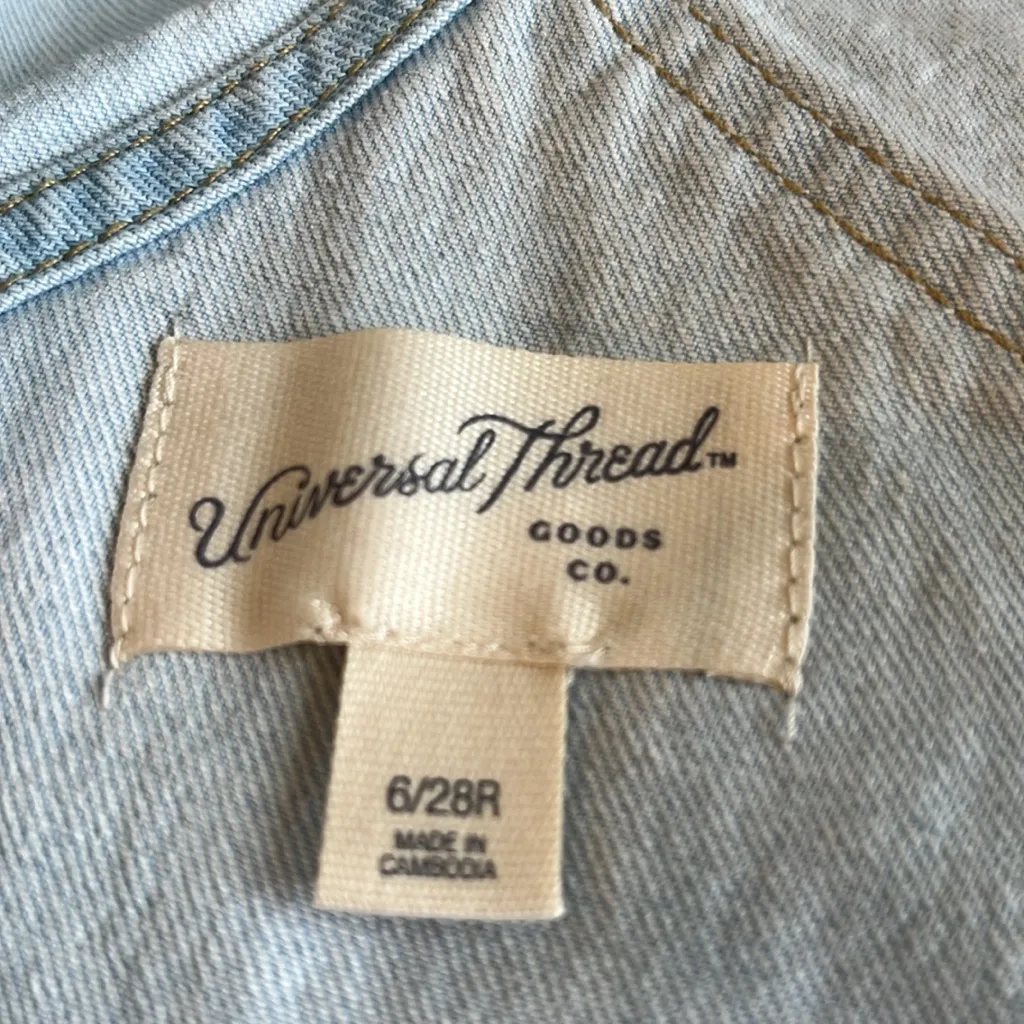 Universal Thread™
GOODS
CO.
6/28R
MADE IN
CAMBODIA